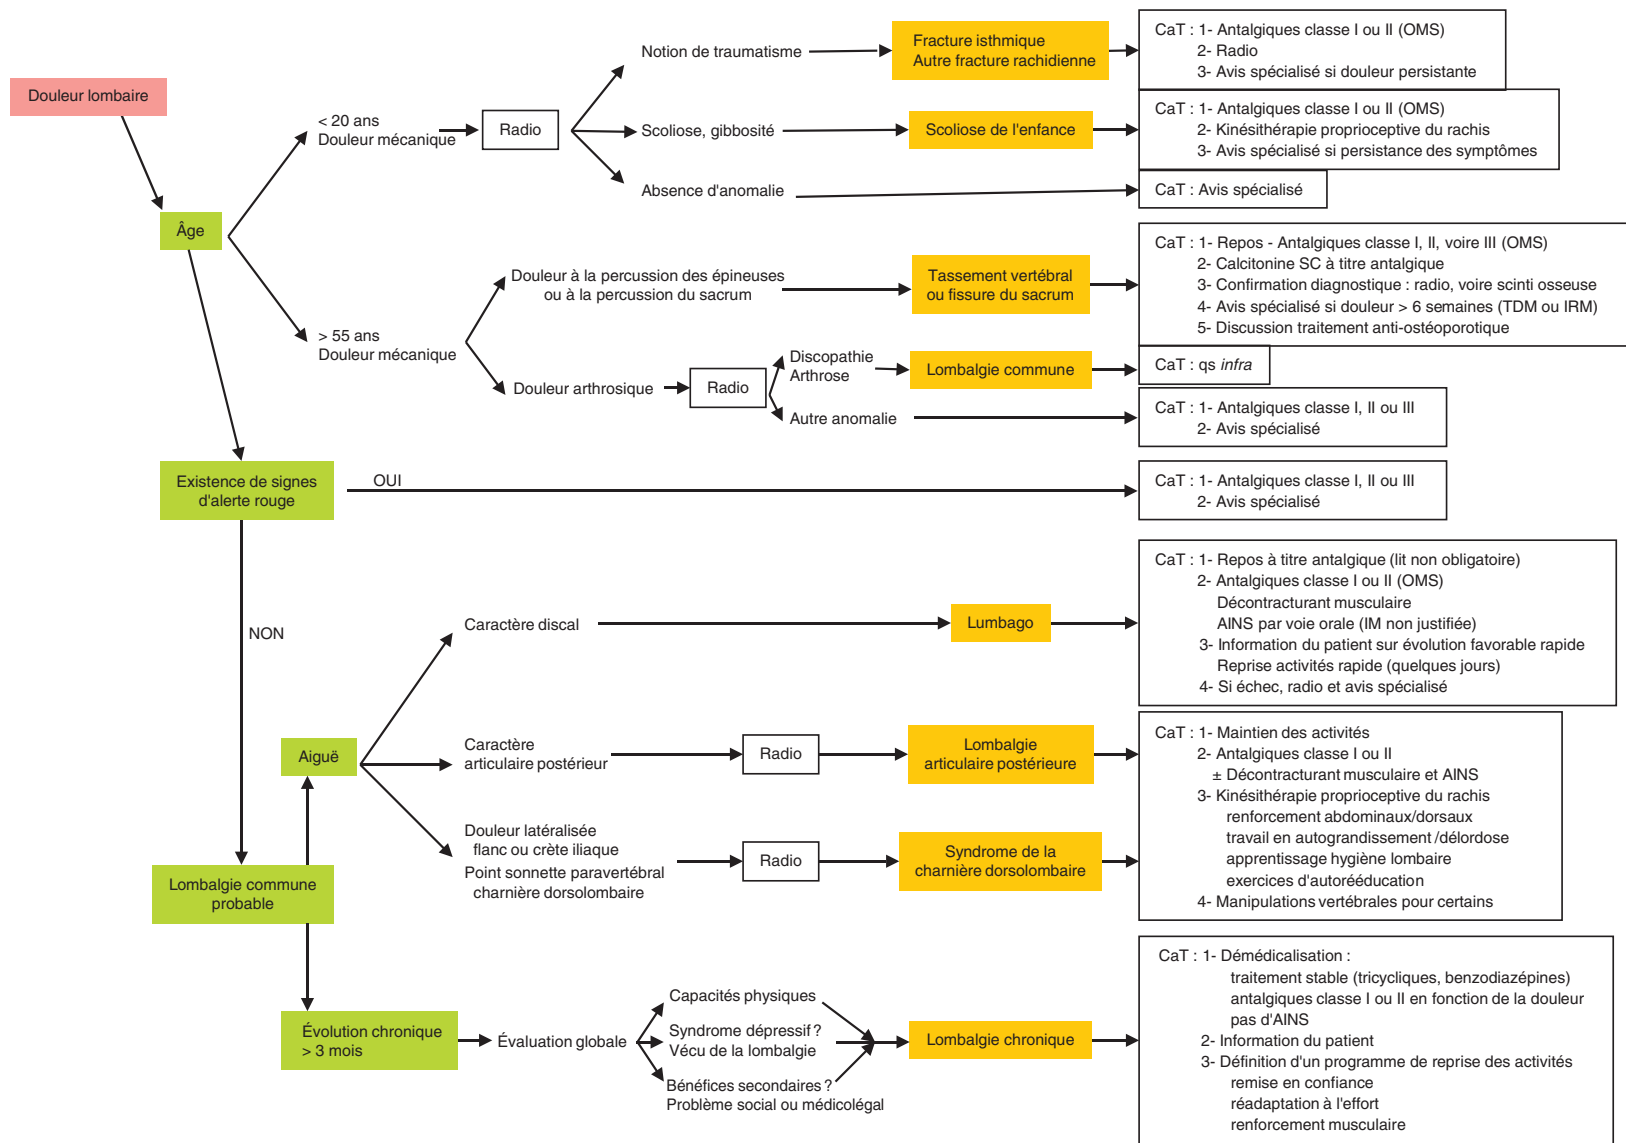 Douleur lombaire
Âge
< 20 ans
Douleur mécanique
Radio
Notion de traumatisme
Fracture isthmique
Autre fracture rachidienne
CaT : 1- Antalgiques classe I ou II (OMS)
2- Radio
3- Avis spécialisé si douleur persistante
Scoliose, gibbosité
Scoliose de l'enfance
CaT : 1- Antalgiques classe I ou II (OMS)
2- Kinésithérapie proprioceptive du rachis
3- Avis spécialisé si persistance des symptômes
Absence d'anomalie
CaT : Avis spécialisé
> 55 ans
Douleur mécanique
Douleur à la percussion des épineuses
ou à la percussion du sacrum
Tassement vertébral
ou fissure du sacrum
CaT : 1- Repos - Antalgiques classe I, II, voire III (OMS)
2- Calcitonine SC à titre antalgique
3- Confirmation diagnostique : radio, voire scinti osseuse
4- Avis spécialisé si douleur > 6 semaines (TDM ou IRM)
5- Discussion traitement anti-ostéoporotique
Douleur arthrosique
Radio
Discopathie
Arthrose
Lombalgie commune
CaT : qs infra
Autre anomalie
CaT : 1- Antalgiques classe I, II ou III
2- Avis spécialisé
Existence de signes
d'alerte rouge
OUI
CaT : 1- Antalgiques classe I, II ou III
2- Avis spécialisé
NON
Lombalgie commune
probable
Aiguë
Caractère discal
Lumbago
CaT : 1- Repos à titre antalgique (lit non obligatoire)
2- Antalgiques classe I ou II (OMS)
Décontracturant musculaire
AINS par voie orale (IM non justifiée)
3- Information du patient sur évolution favorable rapide
Reprise activités rapide (quelques jours)
4- Si échec, radio et avis spécialisé
Caractère
articulaire postérieur
Radio
Lombalgie
articulaire postérieure
CaT : 1- Maintien des activités
2- Antalgiques classe I ou II
± Décontracturant musculaire et AINS
3- Kinésithérapie proprioceptive du rachis
renforcement abdominaux/dorsaux
travail en autograndissement /délordose
apprentissage hygiène lombaire
exercices d'autorééducation
4- Manipulations vertébrales pour certains
Douleur latéralisée
flanc ou crète iliaque
Point sonnette paravertébral
charnière dorsolombaire
Radio
Syndrome de la
charnière dorsolombaire
Évolution chronique
> 3 mois
Évaluation globale
Capacités physiques
Syndrome dépressif ?
Vécu de la lombalgie
Bénéfices secondaires ?
Problème social ou médicolégal
Lombalgie chronique
CaT : 1- Démédicalisation :
traitement stable (tricycliques, benzodiazépines)
antalgiques classe I ou II en fonction de la douleur
pas d'AINS
2- Information du patient
3- Définition d'un programme de reprise des activités
remise en confiance
réadaptation à l'effort
renforcement musculaire